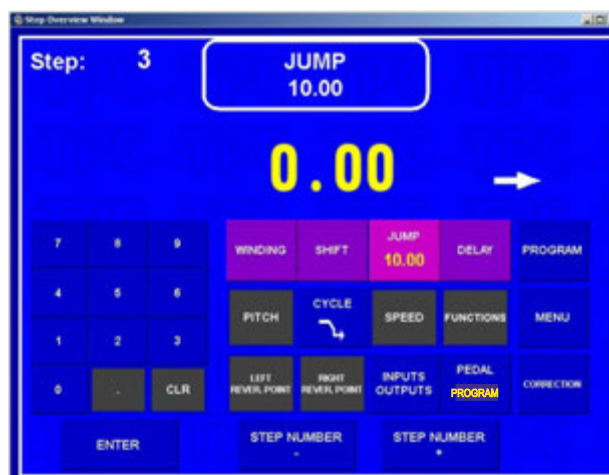 Step Overview Window
Step: 3
JUMP
10.00
0.00
7 8 9
4 5 6
1 2 3
0 . CLR
ENTER
WINDING SHIFT JUMP 10.00 DELAY PROGRAM
PITCH CYCLE SPEED FUNCTIONS MENU
LEFT REVER. POINT RIGHT REVER. POINT INPUTS OUTPUTS PEDAL PROGRAM CORRECTION
STEP NUMBER - STEP NUMBER +